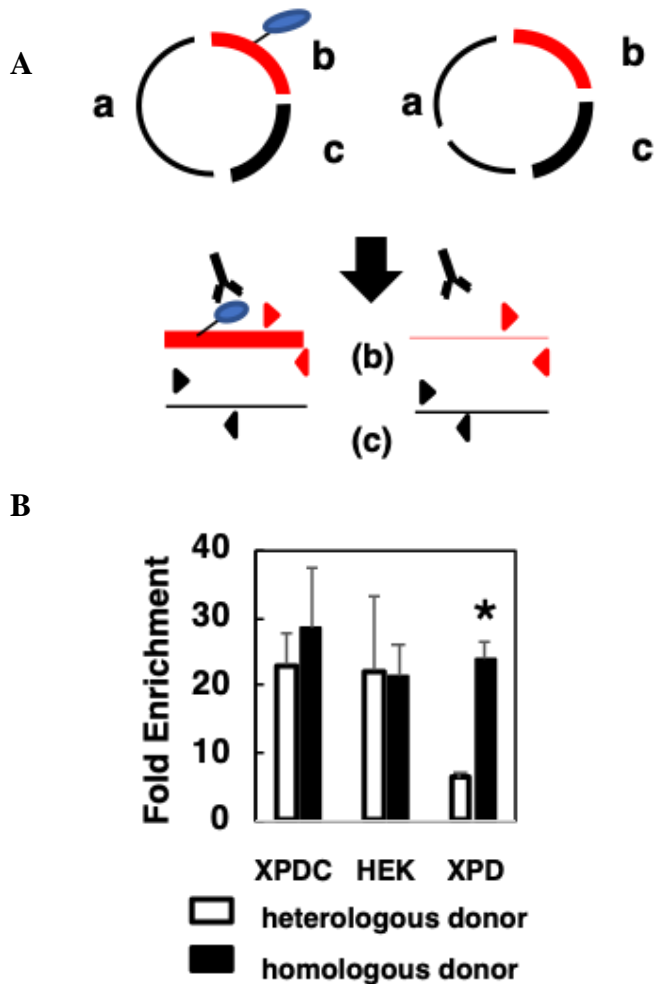 A
a
b
c
a
b
c
(b)
(c)
B
Fold Enrichment
40
30
20
10
0
*
XPDC HEK XPD
heterologous donor
homologous donor